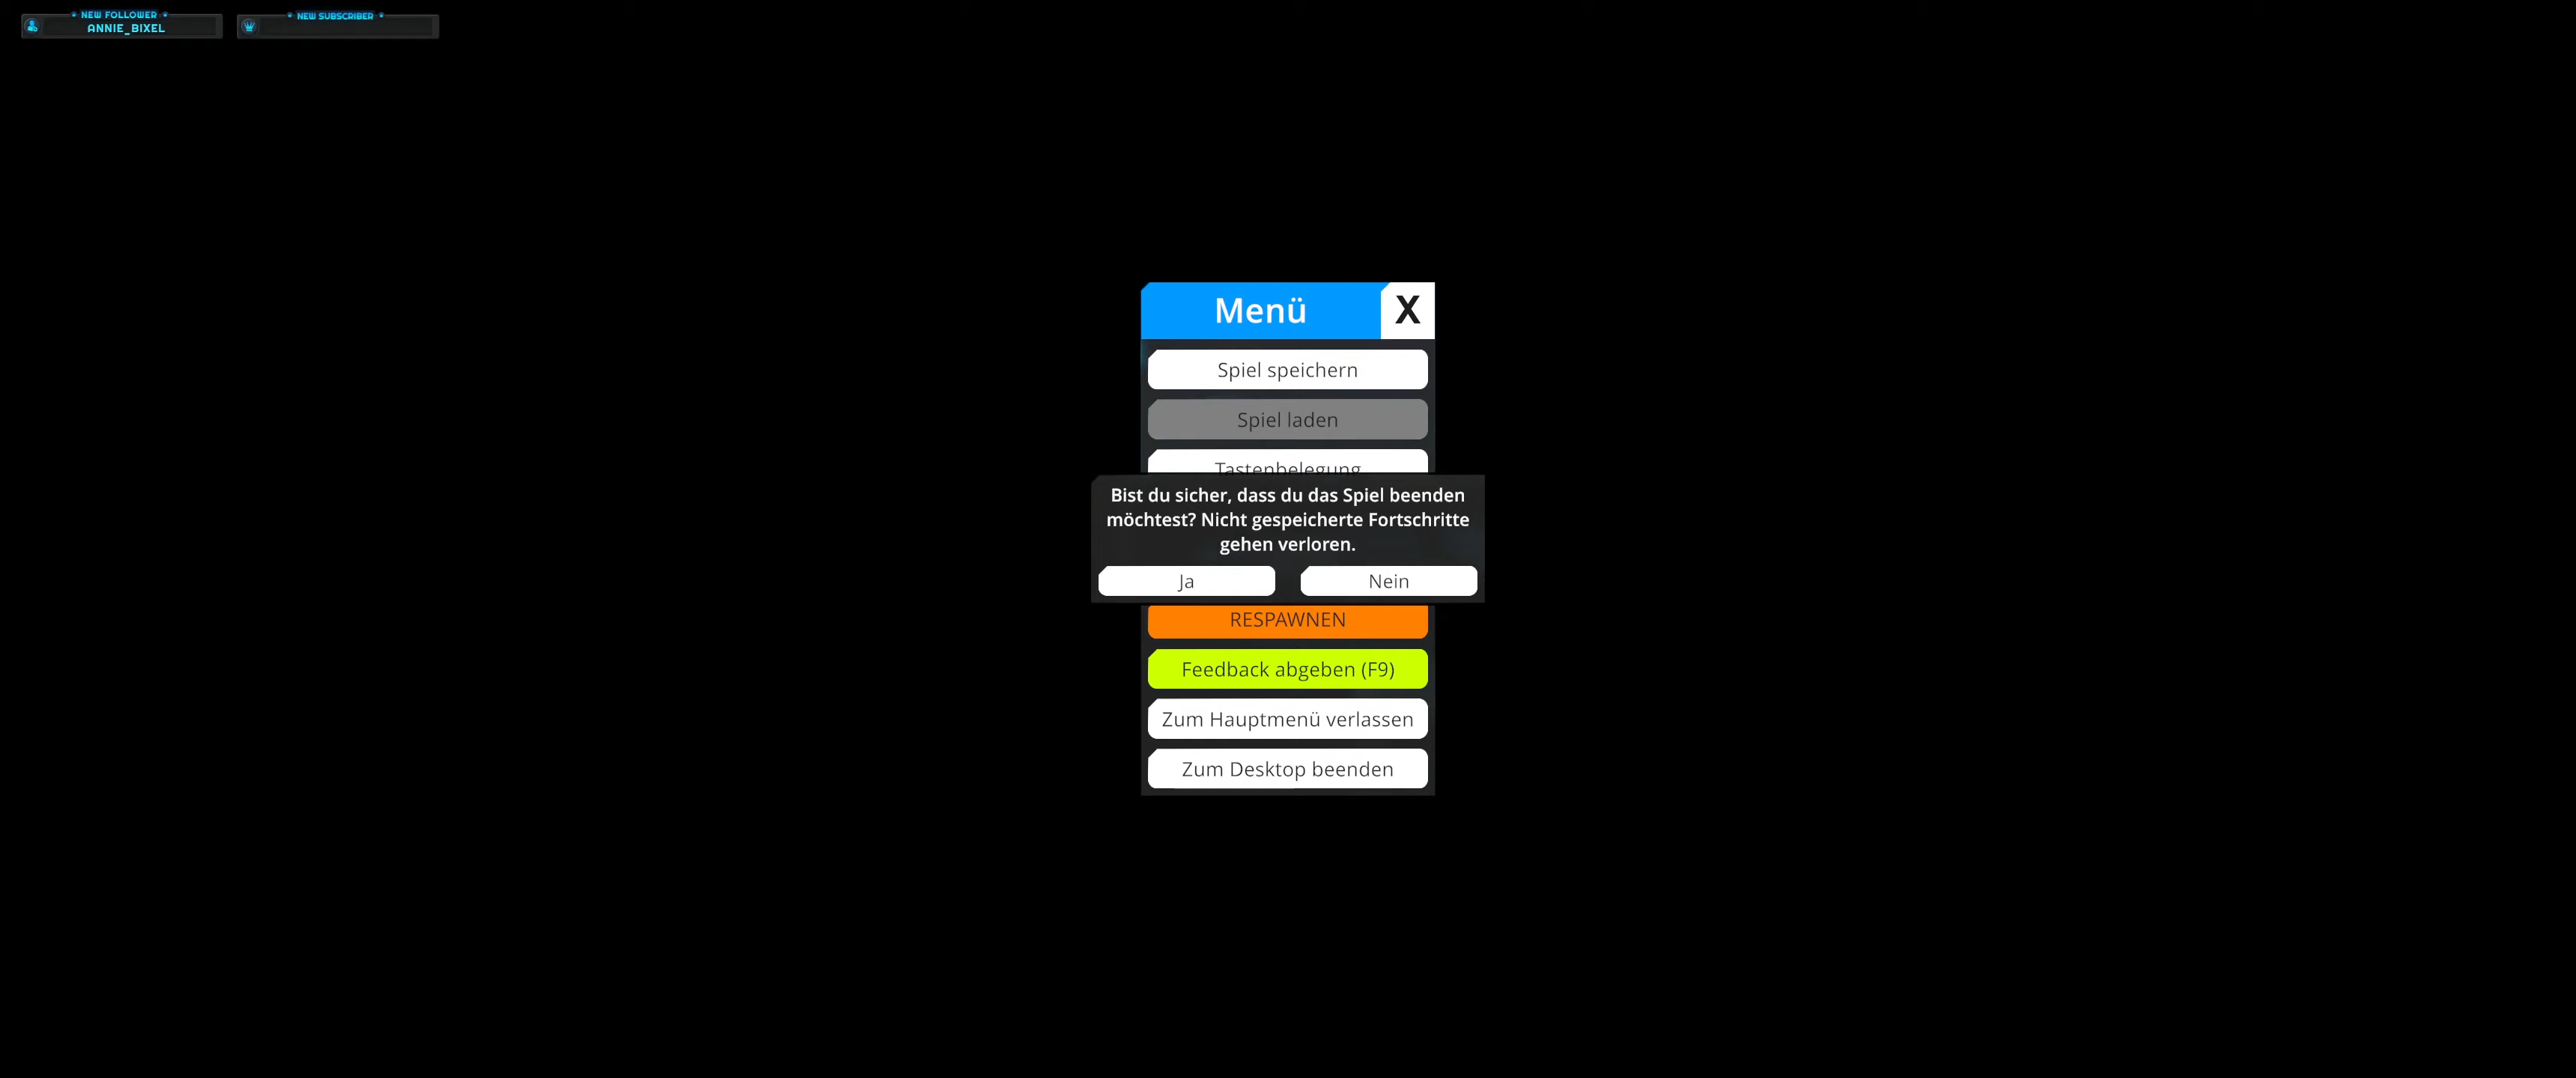 NEW FOLLOWER
ANNIE_BIXEL
NEW SUBSCRIBER
Menü
X
Spiel speichern
Spiel laden
Tastenbelegung
Bist du sicher, dass du das Spiel beenden
möchtest? Nicht gespeicherte Fortschritte
gehen verloren.
Ja
Nein
RESPAWNEN
Feedback abgeben (F9)
Zum Hauptmenü verlassen
Zum Desktop beenden